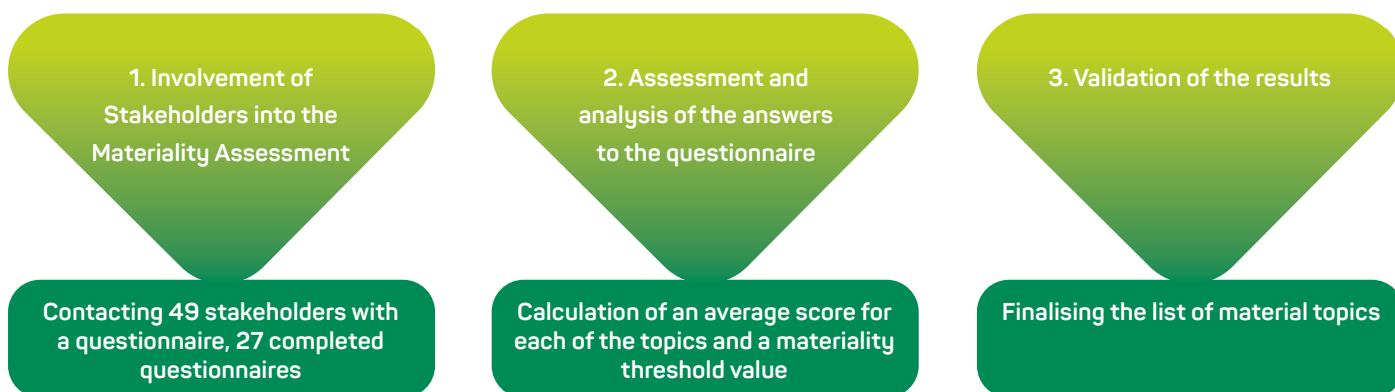 1. Involvement of
Stakeholders into the
Materiality Assessment
Contacting 49 stakeholders with
a questionnaire, 27 completed
questionnaires
2. Assessment and
analysis of the answers
to the questionnaire
Calculation of an average score for
each of the topics and a materiality
threshold value
3. Validation of the results
Finalising the list of material topics